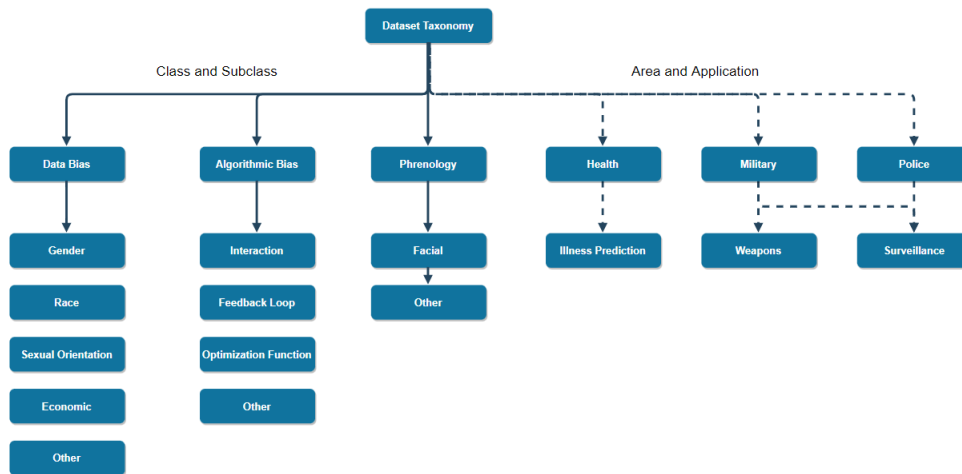 Dataset Taxonomy
Class and Subclass
Area and Application
Data Bias
Algorithmic Bias
Phrenology
Health
Military
Police
Gender
Interaction
Facial
Illness Prediction
Weapons
Surveillance
Race
Feedback Loop
Other
Sexual Orientation
Optimization Function
Economic
Other
Other